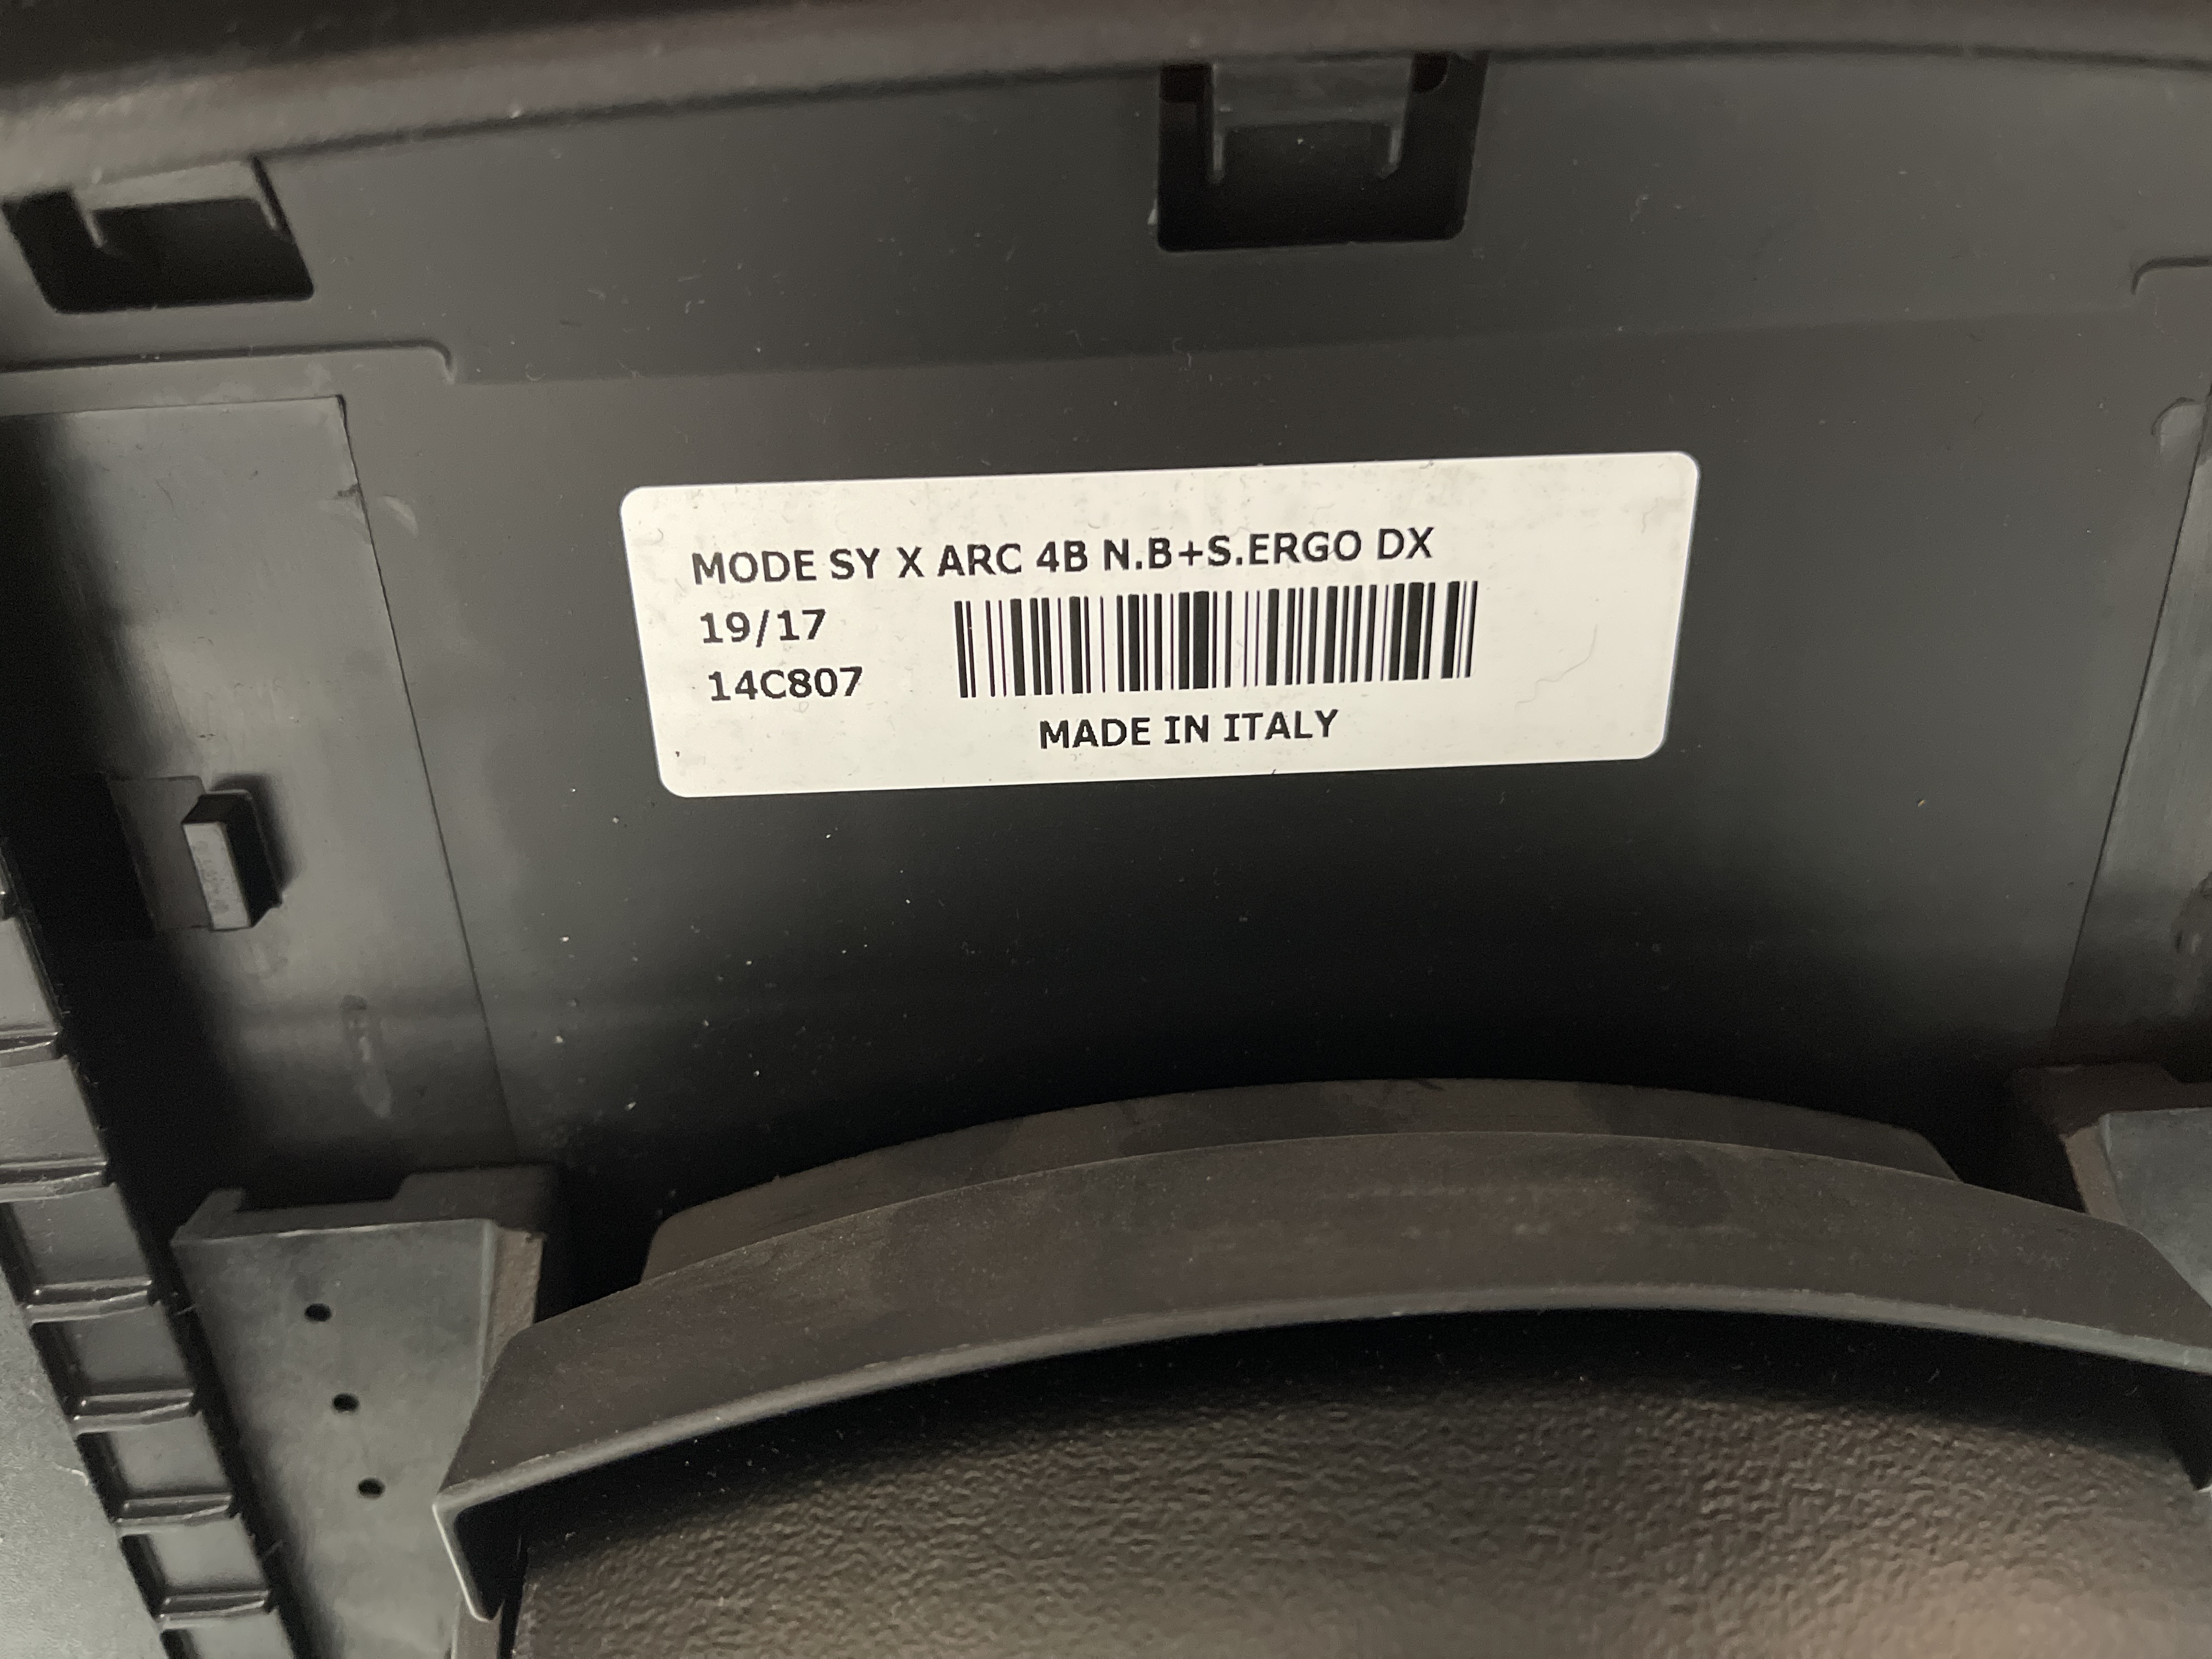 MODE SY X ARC 4B N.B+S.ERGO DX
19/17
14C807
MADE IN ITALY